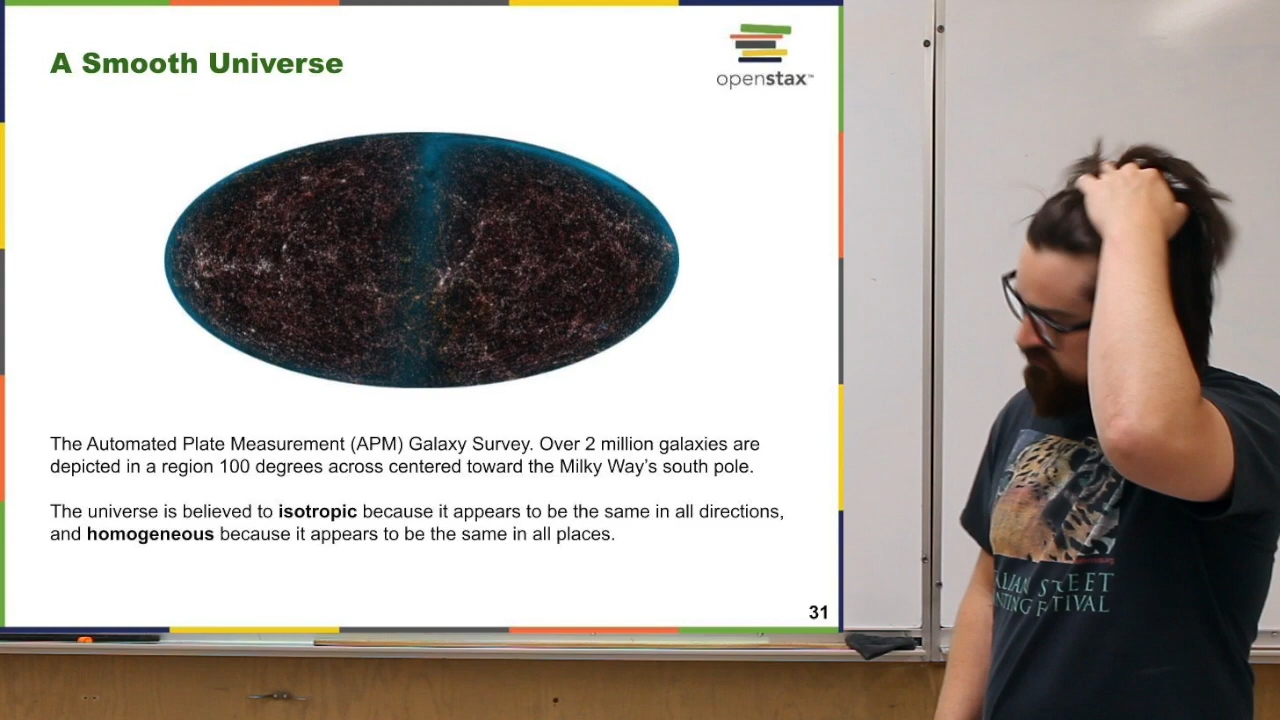 A Smooth Universe
openstax™
The Automated Plate Measurement (APM) Galaxy Survey. Over 2 million galaxies are
depicted in a region 100 degrees across centered toward the Milky Way's south pole.
The universe is believed to isotropic because it appears to be the same in all directions,
and homogeneous because it appears to be the same in all places.
31
STREET